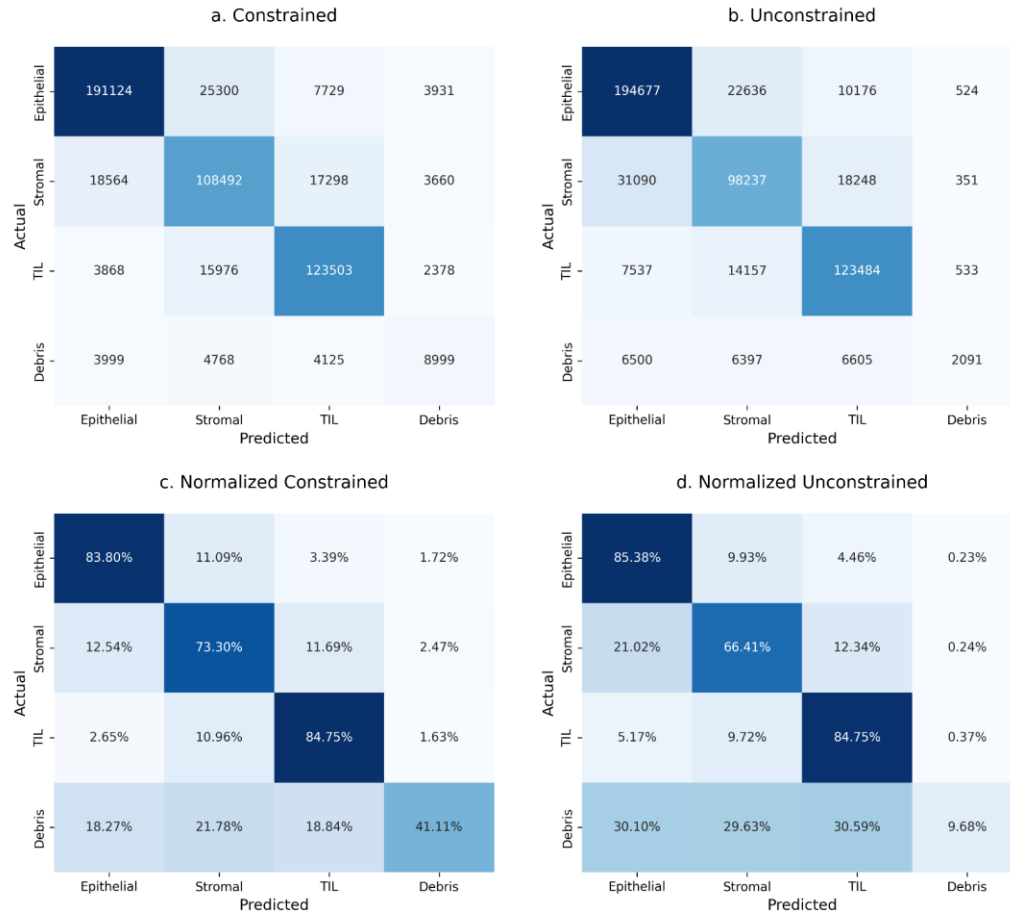 a. Constrained
b. Unconstrained
Actual
Epithelial 191124 25300 7729 3931
Stromal 18564 108492 17298 3660
TIL 3868 15976 123503 2378
Debris 3999 4768 4125 8999
Epithelial Stromal TIL Debris
Predicted
Actual
Epithelial 194677 22636 10176 524
Stromal 31090 98237 18248 351
TIL 7537 14157 123484 533
Debris 6500 6397 6605 2091
Epithelial Stromal TIL Debris
Predicted
c. Normalized Constrained
d. Normalized Unconstrained
Actual
Epithelial 83.80% 11.09% 3.39% 1.72%
Stromal 12.54% 73.30% 11.69% 2.47%
TIL 2.65% 10.96% 84.75% 1.63%
Debris 18.27% 21.78% 18.84% 41.11%
Epithelial Stromal TIL Debris
Predicted
Actual
Epithelial 85.38% 9.93% 4.46% 0.23%
Stromal 21.02% 66.41% 12.34% 0.24%
TIL 5.17% 9.72% 84.75% 0.37%
Debris 30.10% 29.63% 30.59% 9.68%
Epithelial Stromal TIL Debris
Predicted